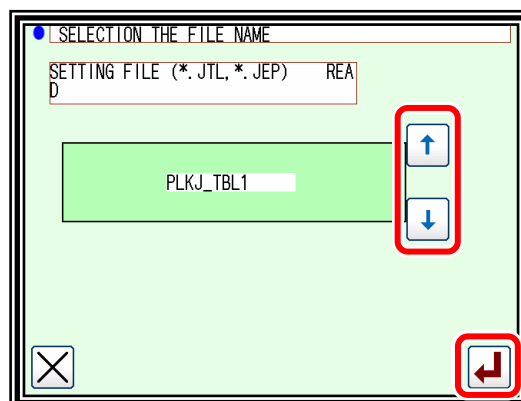 SELECTION THE FILE NAME
SETTING FILE (*.JTL,*.JEP) REA
D
PLKJ_TBL1